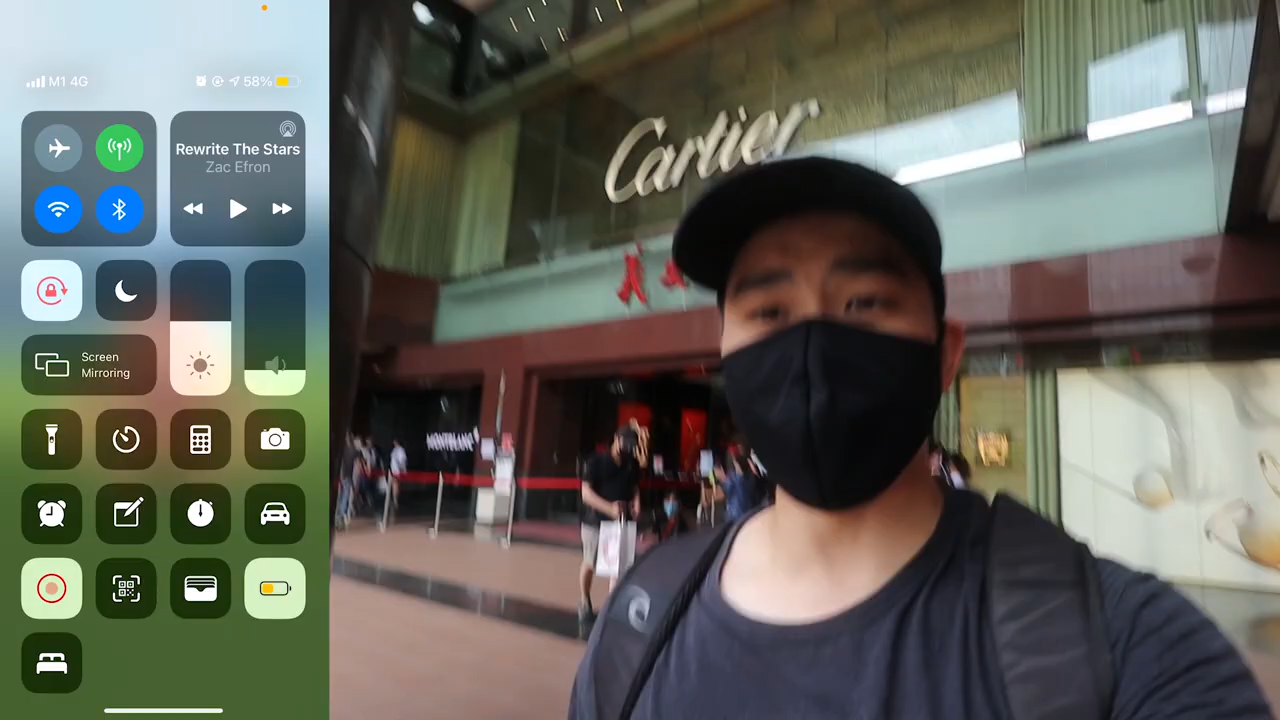 M1 4G
58%
Rewrite The Stars
Zac Efron
Screen
Mirroring
Cartier
MONTBLANC